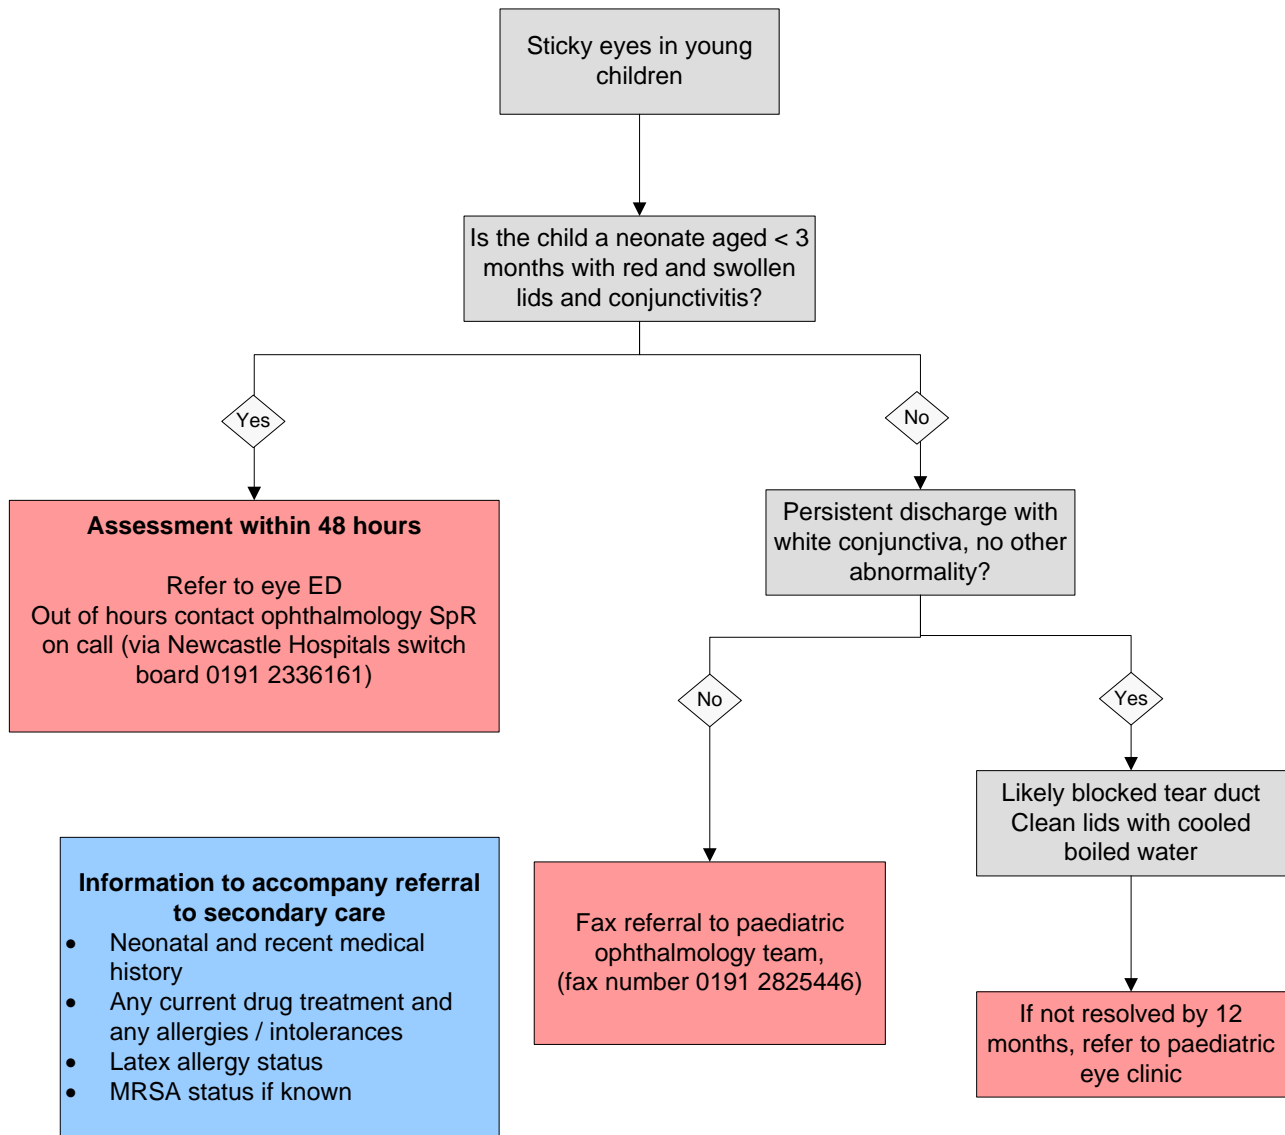 Sticky eyes in young
children
Is the child a neonate aged < 3
months with red and swollen
lids and conjunctivitis?
Yes
No
Assessment within 48 hours
Refer to eye ED
Out of hours contact ophthalmology SpR
on call (via Newcastle Hospitals switch
board 0191 2336161)
Persistent discharge with
white conjunctiva, no other
abnormality?
No
Yes
Likely blocked tear duct
Clean lids with cooled
boiled water
Information to accompany referral
to secondary care
• Neonatal and recent medical
history
• Any current drug treatment and
any allergies / intolerances
• Latex allergy status
• MRSA status if known
Fax referral to paediatric
ophthalmology team,
(fax number 0191 2825446)
If not resolved by 12
months, refer to paediatric
eye clinic